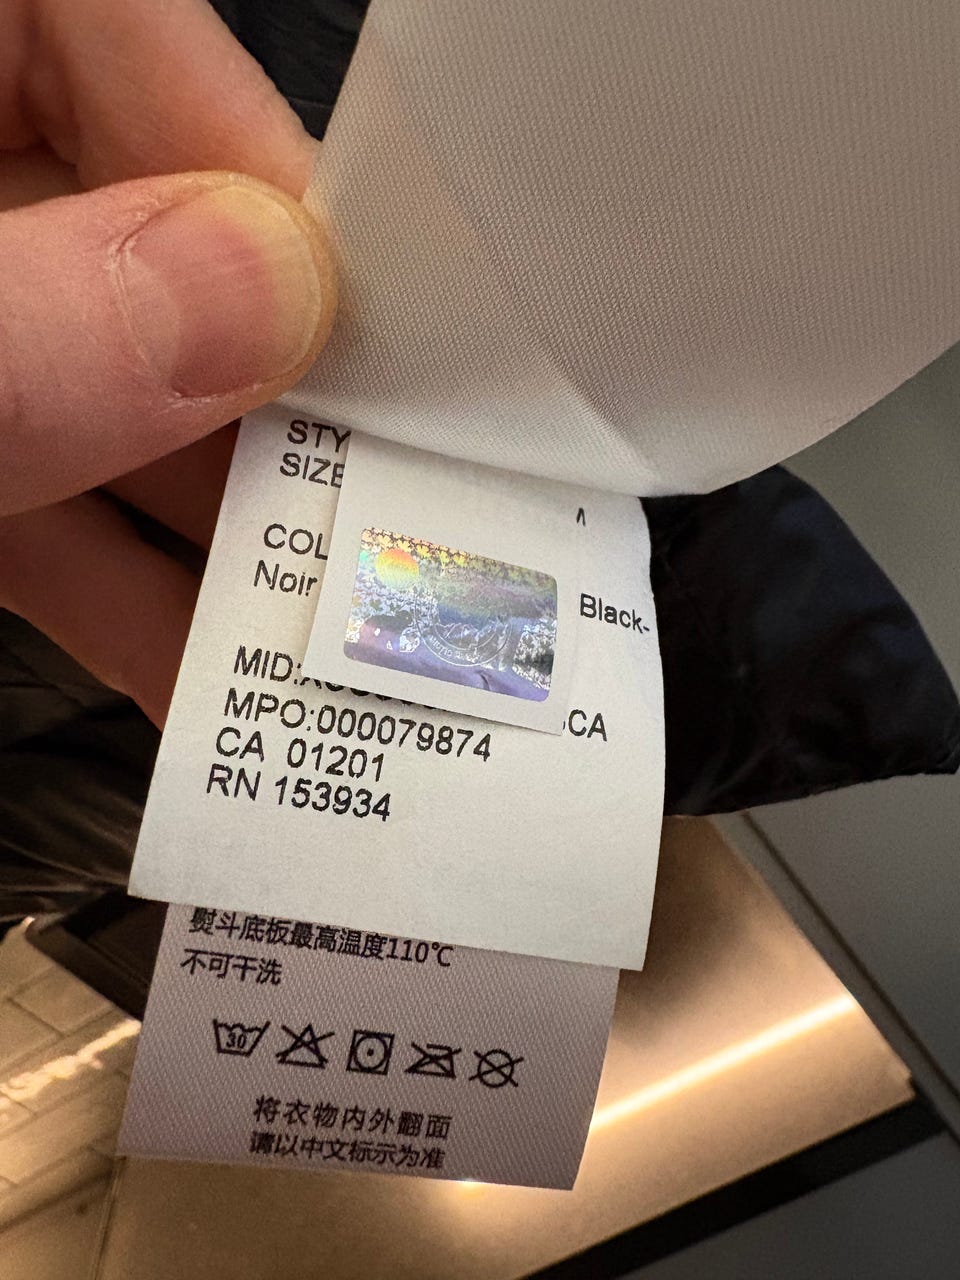 STY
SIZE
COL
Noir
Black-
MID:
CA
MPO:000079874
CA 01201
RN 153934
熨斗底板最高温度110℃
不可干洗
30
将衣物内外翻面
请以中文标示为准